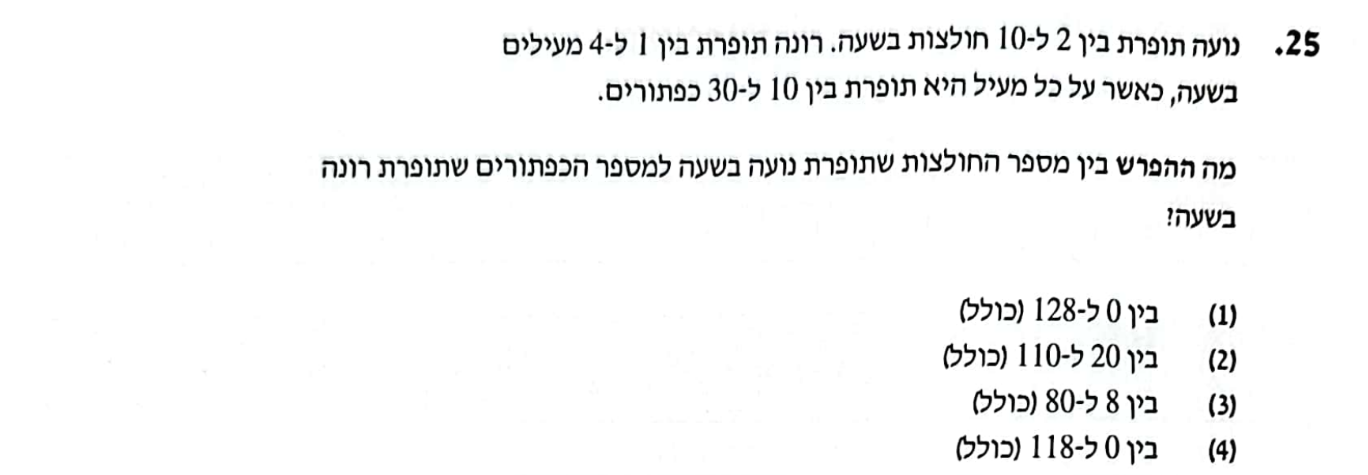 25. נועה תופרת בין 2 ל-10 חולצות בשעה. רונה תופרת בין 1 ל-4 מעילים
בשעה, כאשר על כל מעיל היא תופרת בין 10 ל-30 כפתורים.
מה ההפרש בין מספר החולצות שתופרת נועה בשעה למספר הכפתורים שתופרת רונה
בשעה?
(1) בין 0 ל-128 (כולל)
(2) בין 20 ל-110 (כולל)
(3) בין 8 ל-80 (כולל)
(4) בין 0 ל-118 (כולל)